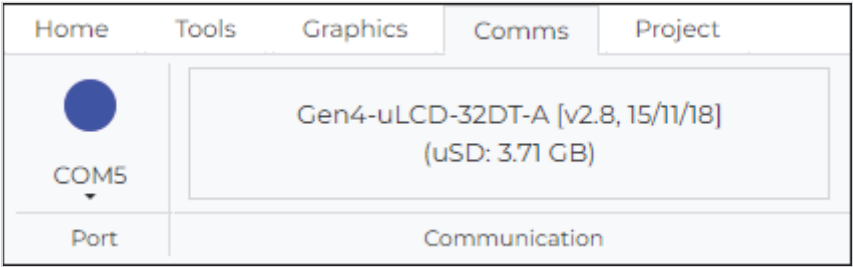 Home Tools Graphics Comms Project
Gen4-uLCD-32DT-A [v2.8, 15/11/18]
(uSD: 3.71 GB)
COM5
Port Communication